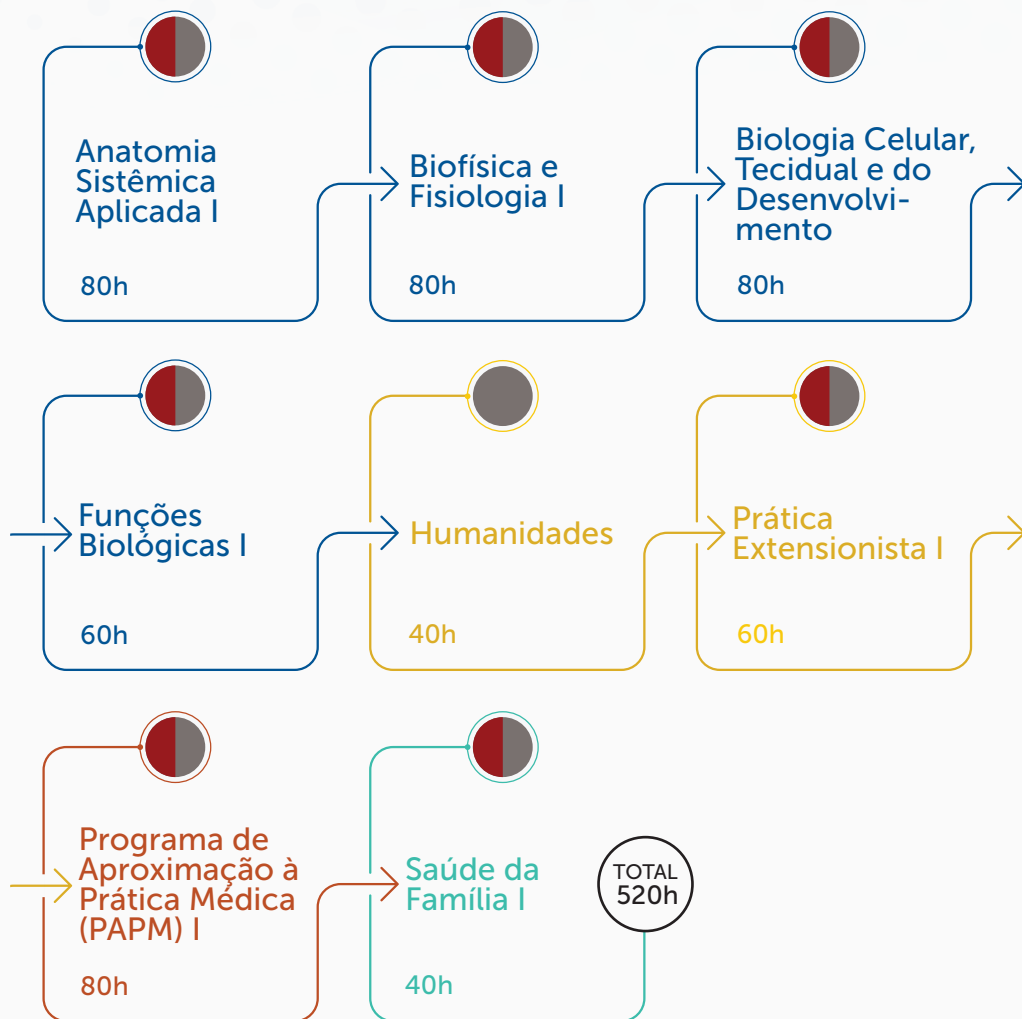 Anatomia
Sistêmica
Aplicada I
80h
Biofísica e
Fisiologia I
80h
Biologia Celular,
Tecidual e do
Desenvolvi-
mento
80h
Funções
Biológicas I
60h
Humanidades
40h
Prática
Extensionista I
60h
Programa de
Aproximação à
Prática Médica
(PAPM) I
80h
Saúde da
Família I
40h
TOTAL
520h